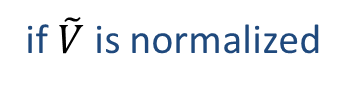 if Ṽ is normalized